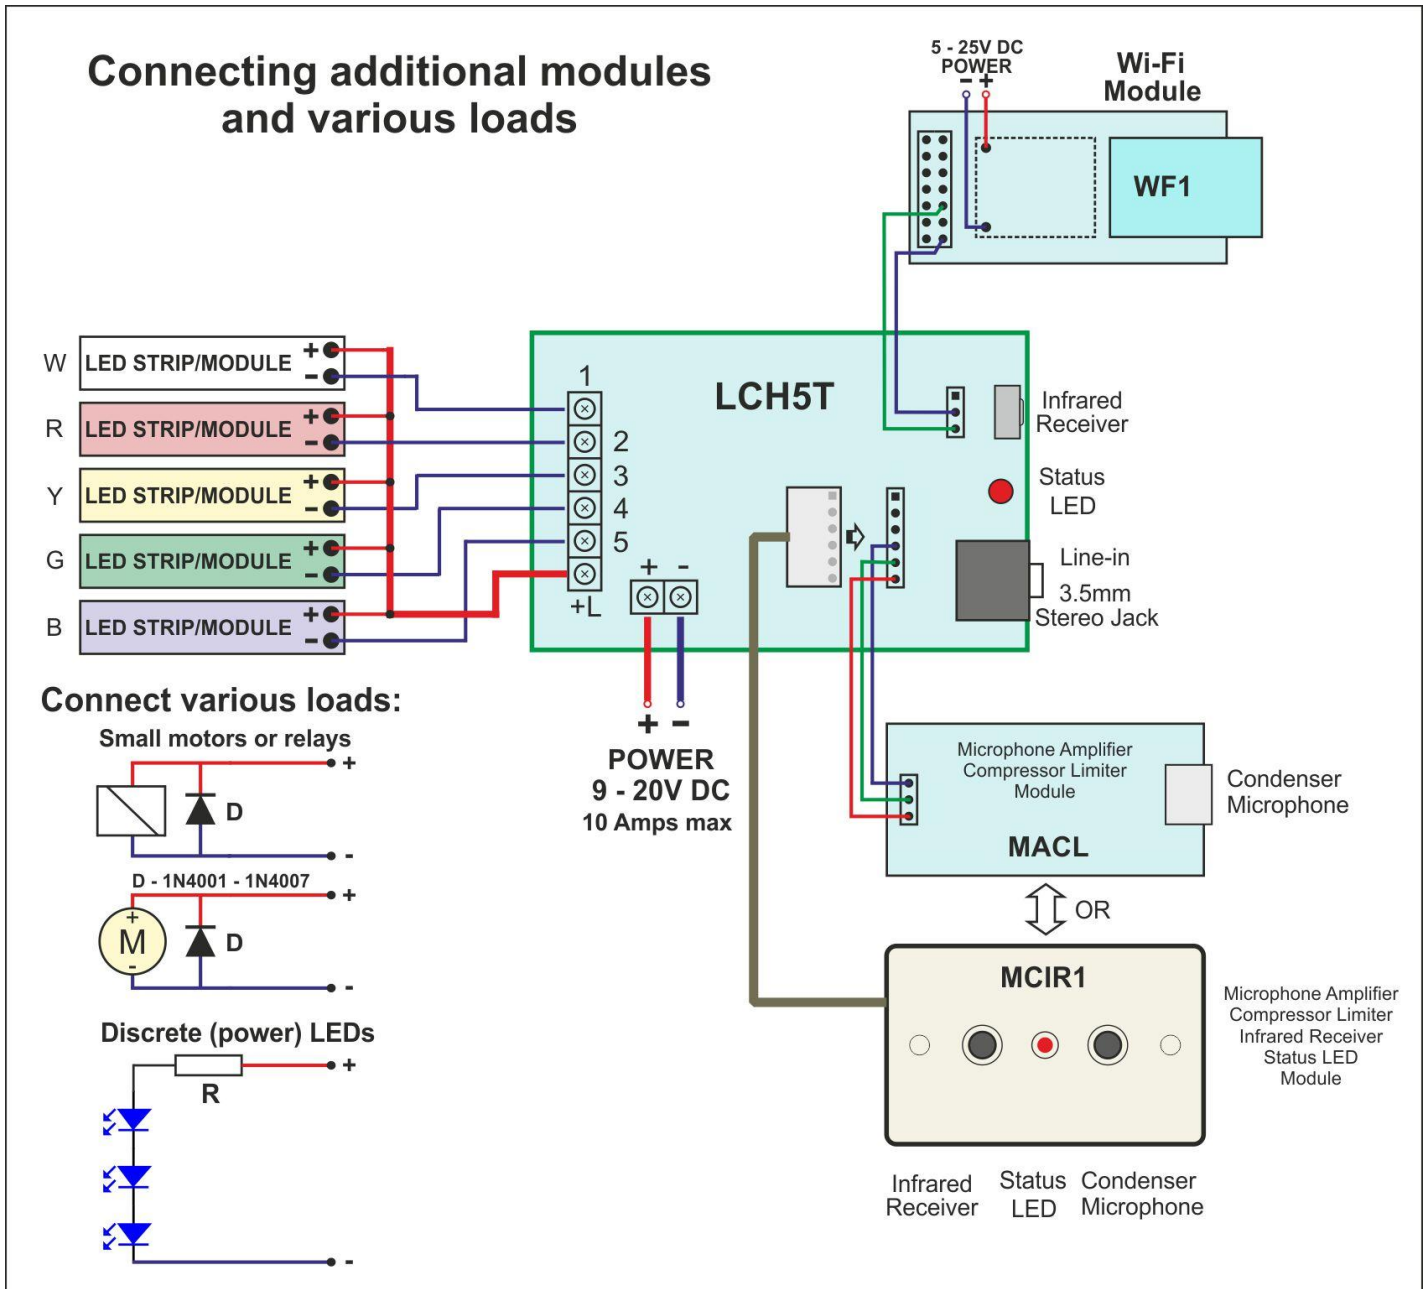 Connecting additional modules
and various loads
5 - 25V DC
POWER
- +
Wi-Fi
Module
WF1
W
LED STRIP/MODULE
+
-
R
LED STRIP/MODULE
+
-
Y
LED STRIP/MODULE
+
-
G
LED STRIP/MODULE
+
-
B
LED STRIP/MODULE
+
-
LCH5T
1
2
3
4
5
+L
+ -
+ -
POWER
9 - 20V DC
10 Amps max
Infrared
Receiver
Status
LED
Line-in
3.5mm
Stereo Jack
Connect various loads:
Small motors or relays
+
D
-
D - 1N4001 - 1N4007
+
+
M
-
D
-
Discrete (power) LEDs
+
R
-
Microphone Amplifier
Compressor Limiter
Module
MACL
Condenser
Microphone
OR
MCIR1
Microphone Amplifier
Compressor Limiter
Infrared Receiver
Status LED
Module
Infrared
Receiver
Status
LED
Condenser
Microphone